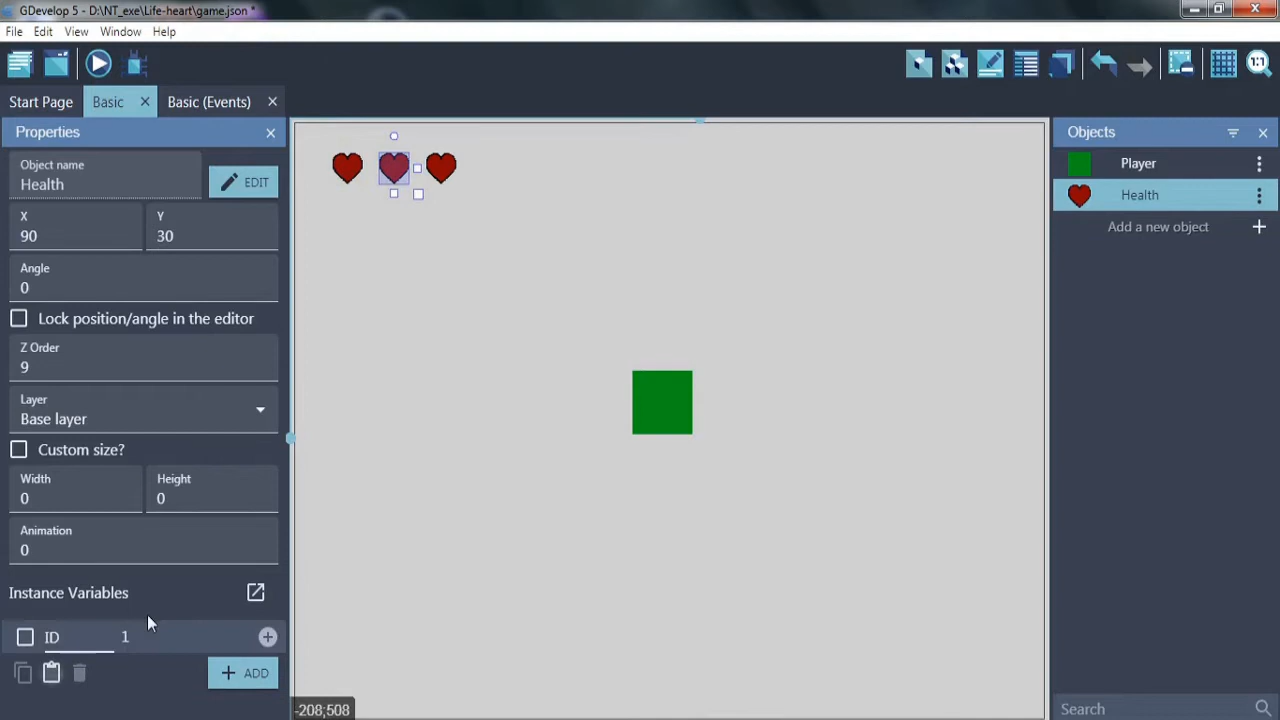 GDevelop 5 - D:\NT_exe\Life-heart\game.json *
File Edit View Window Help
1:1
Start Page Basic Basic (Events)
Properties
Object name
Health
EDIT
X
90
Y
30
Angle
0
Lock position/angle in the editor
Z Order
9
Layer
Base layer
Custom size?
Width
0
Height
0
Animation
0
Instance Variables
ID 1
ADD
-208;508
Objects
Player
Health
Add a new object
Search